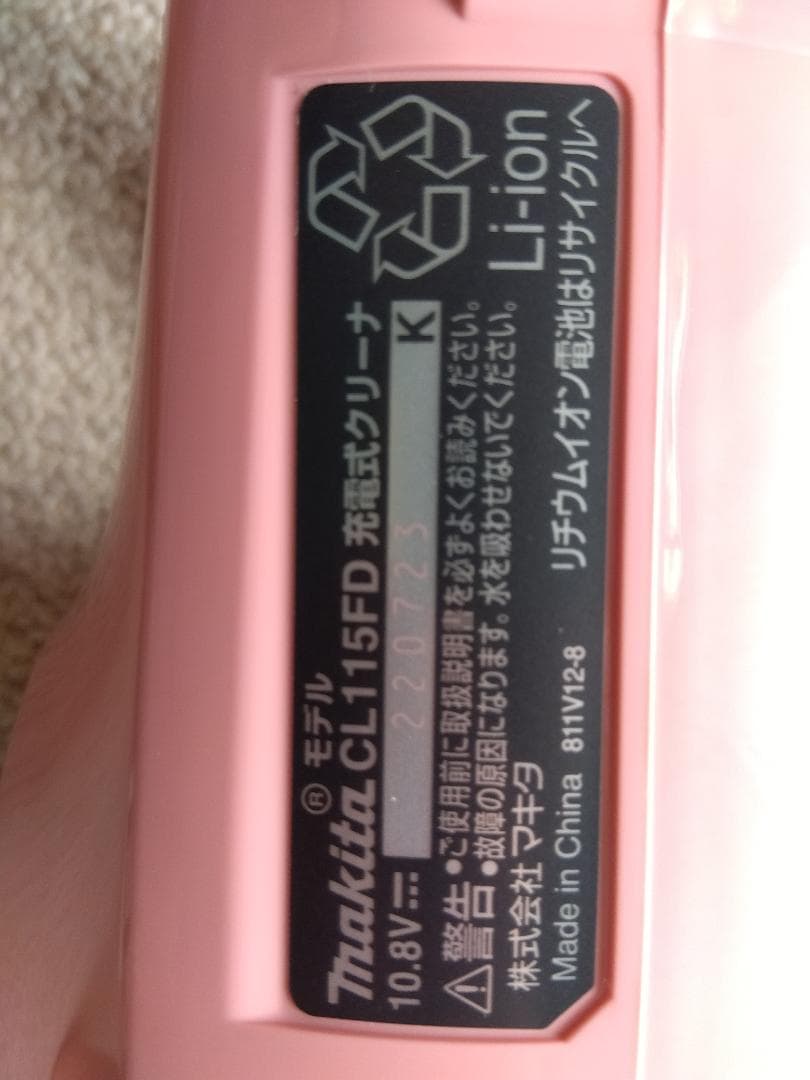 makita® モデル CL115FD 充電式クリーナ
10.8V 220723 K
警告
●ご使用前に取扱説明書を必ずよくお読みください。
●故障の原因になります。水を吸わせないでください。
株式会社 マキタ
Made in China 811V12-8
Li-ion
リチウムイオン電池はリサイクルへ